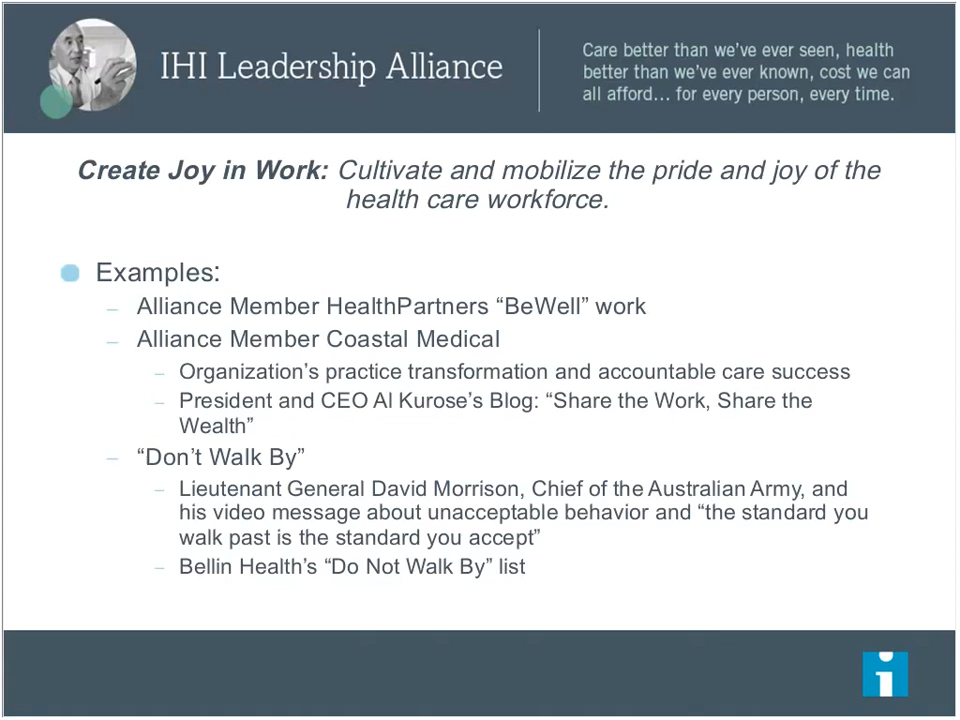 IHI Leadership Alliance
Care better than we’ve ever seen, health
better than we’ve ever known, cost we can
all afford… for every person, every time.
Create Joy in Work: Cultivate and mobilize the pride and joy of the
health care workforce.
Examples:
– Alliance Member HealthPartners “BeWell” work
– Alliance Member Coastal Medical
– Organization’s practice transformation and accountable care success
– President and CEO Al Kurose’s Blog: “Share the Work, Share the
Wealth”
– “Don’t Walk By”
– Lieutenant General David Morrison, Chief of the Australian Army, and
his video message about unacceptable behavior and “the standard you
walk past is the standard you accept”
– Bellin Health’s “Do Not Walk By” list
i